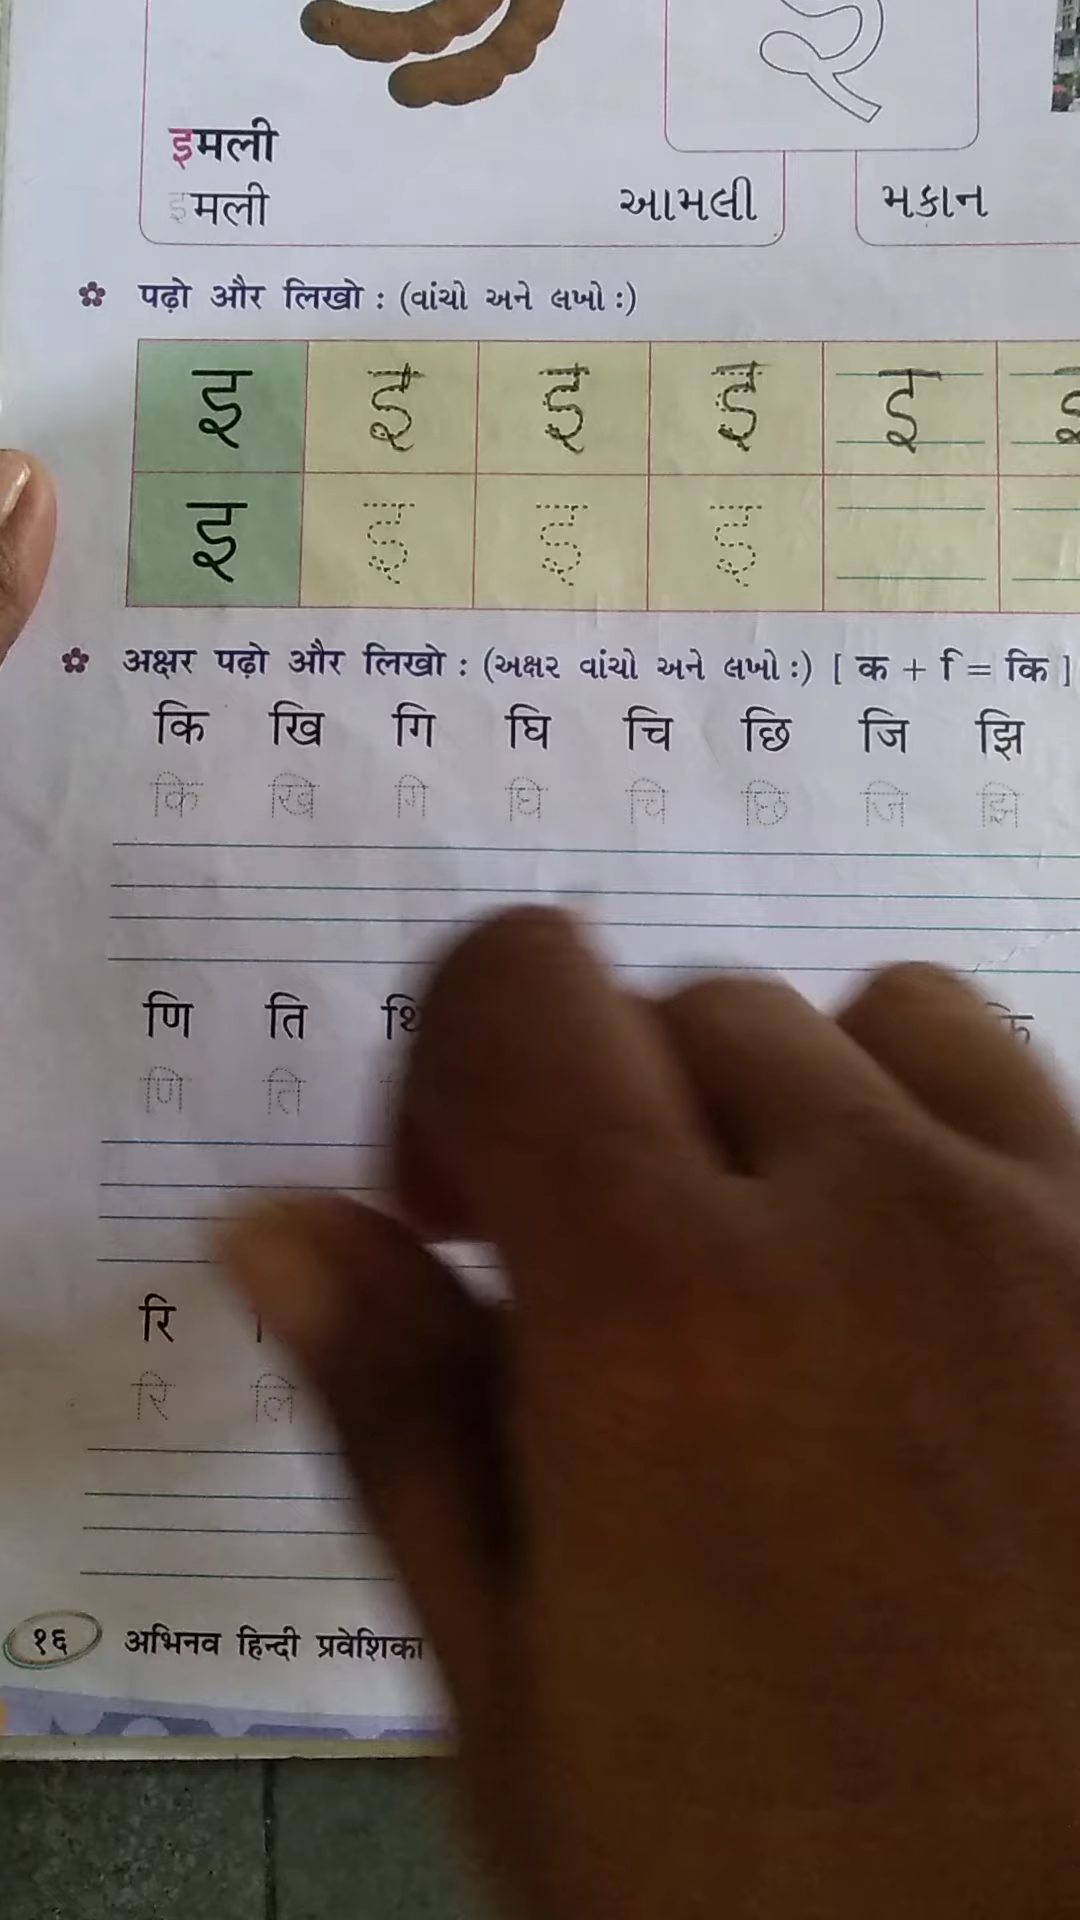 इमली
इमली આમલી મકાન
पढ़ो और लिखो : (વાંચો અને લખો :)
इ इ इ इ इ इ
इ इ इ इ
अक्षर पढ़ो और लिखो : (અક્ષર વાંચો અને લખો :) [ क + ि = कि ]
कि खि गि घि चि छि जि झि
कि खि गि घि चि छि जि झि
णि ति थि
णि ति
रि
रि लि
१६ अभिनव हिन्दी प्रवेशिका